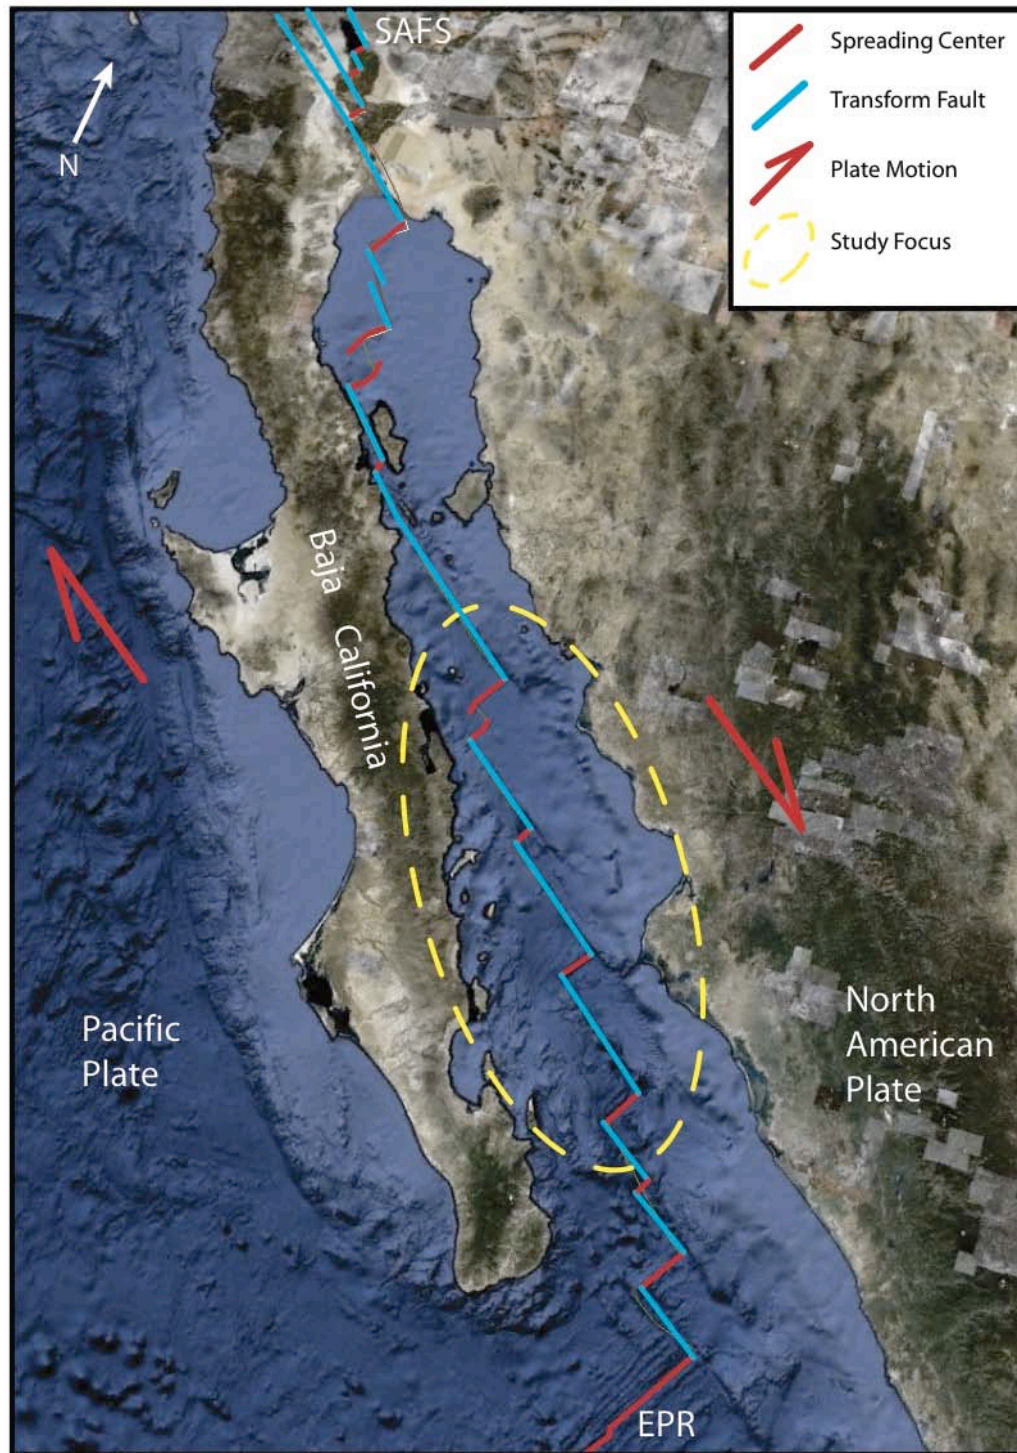 SAFS
Spreading Center
Transform Fault
Plate Motion
Study Focus
N
Baja
California
Pacific
Plate
North
American
Plate
EPR